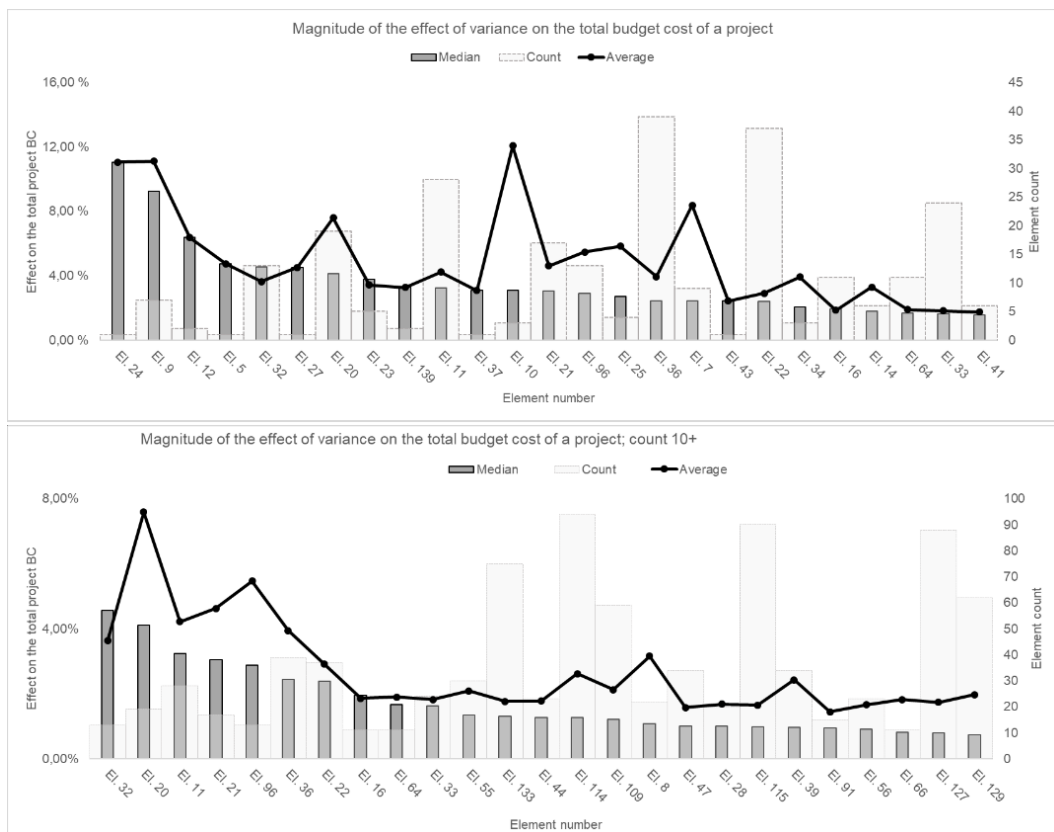 Magnitude of the effect of variance on the total budget cost of a project
Median Count Average
Effect on the total project BC
16,00 %
12,00 %
8,00 %
4,00 %
0,00 %
45
40
35
30
25
20
15
10
5
0
Element count
El. 24 El. 9 El. 12 El. 5 El. 32 El. 27 El. 20 El. 23 El. 139 El. 11 El. 37 El. 10 El. 21 El. 96 El. 25 El. 36 El. 7 El. 43 El. 22 El. 34 El. 16 El. 14 El. 64 El. 33 El. 41
Element number
Magnitude of the effect of variance on the total budget cost of a project; count 10+
Median Count Average
Effect on the total project BC
8,00%
4,00%
0,00%
100
90
80
70
60
50
40
30
20
10
0
Element count
El. 32 El. 20 El. 11 El. 21 El. 96 El. 36 El. 22 El. 16 El. 64 El. 33 El. 55 El. 133 El. 44 El. 114 El. 109 El. 8 El. 47 El. 28 El. 115 El. 39 El. 91 El. 56 El. 66 El. 127 El. 129
Element number